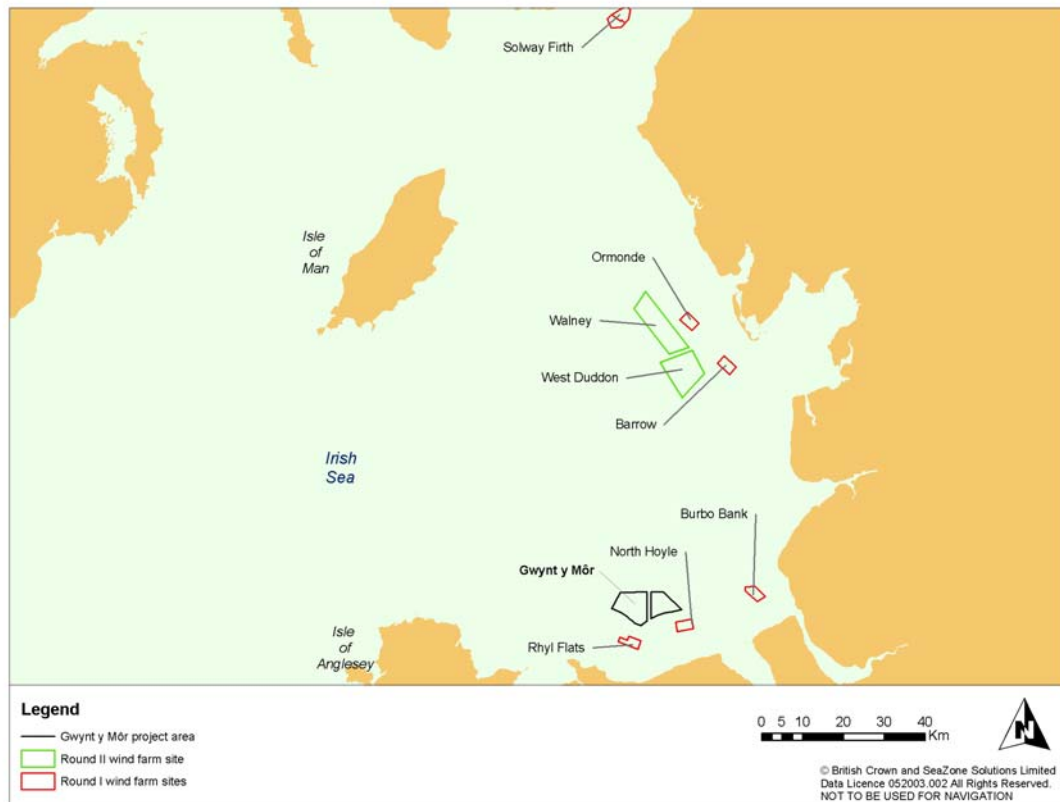 Solway Firth
Isle
of
Man
Ormonde
Walney
West Duddon
Barrow
Irish
Sea
Burbo Bank
North Hoyle
Gwynt y Môr
Isle
of
Anglesey
Rhyl Flats
Legend
Gwynt y Môr project area
Round II wind farm site
Round I wind farm sites
0 5 10 20 30 40
Km
N
© British Crown and SeaZone Solutions Limited
Data Licence 052003.002 All Rights Reserved.
NOT TO BE USED FOR NAVIGATION